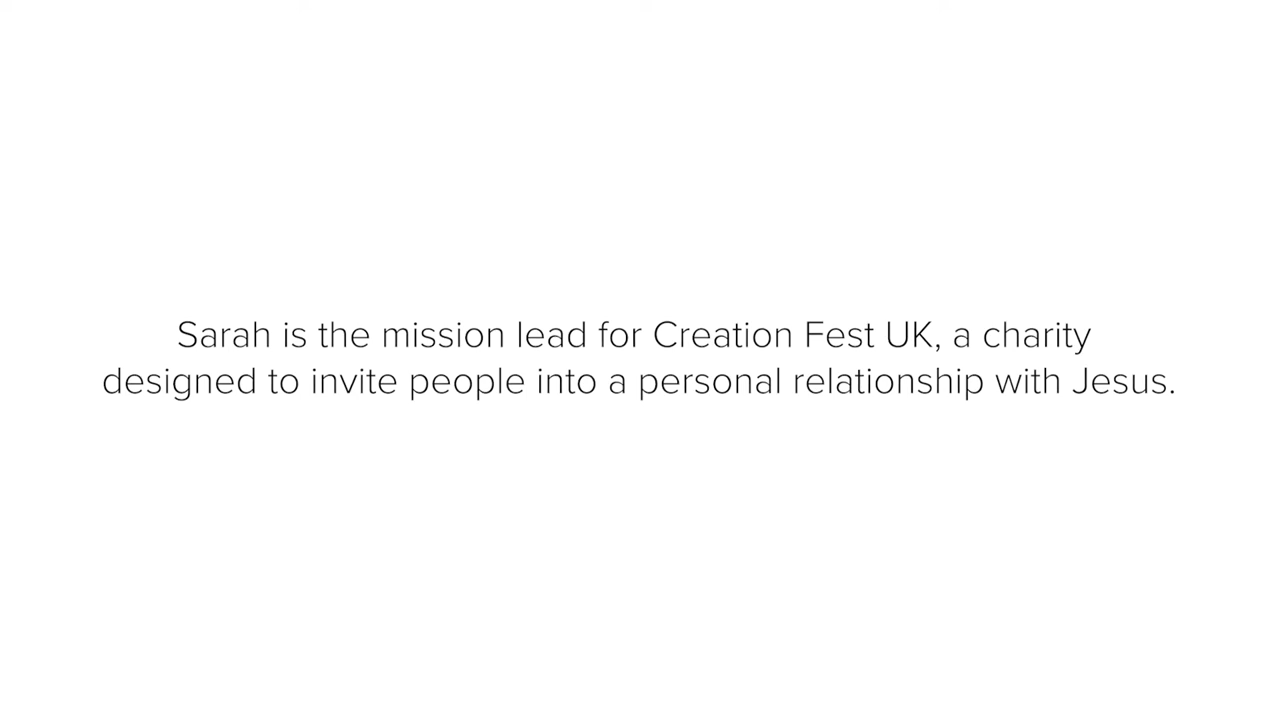 Sarah is the mission lead for Creation Fest UK, a charity
designed to invite people into a personal relationship with Jesus.